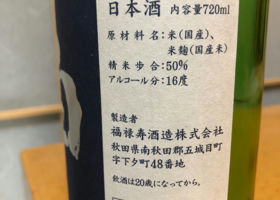 日本酒 内容量720ml
原材料名：米(国産)、
米麹(国産米)
精米歩合：50%
アルコール分：16度
製造者
福禄寿酒造株式会社
秋田県南秋田郡五城目町
字下夕町48番地
飲酒は20歳になってから。